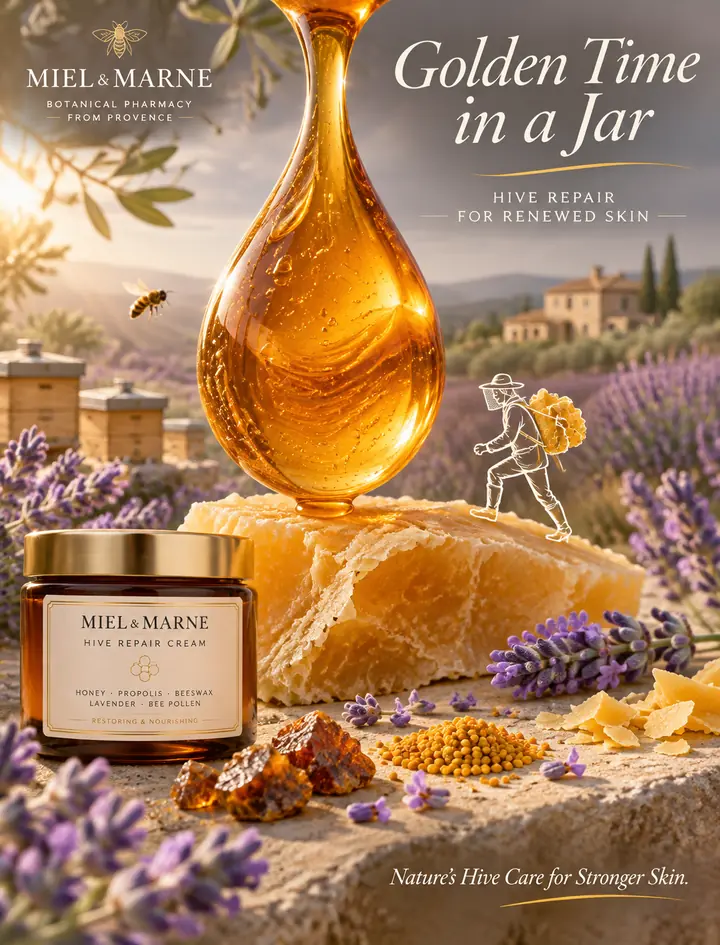 MIEL & MARNE
BOTANICAL PHARMACY
FROM PROVENCE
Golden Time
in a Jar
HIVE REPAIR
FOR RENEWED SKIN
MIEL & MARNE
HIVE REPAIR CREAM
HONEY · PROPOLIS · BEESWAX
LAVENDER · BEE POLLEN
RESTORING & NOURISHING
Nature's Hive Care for Stronger Skin.